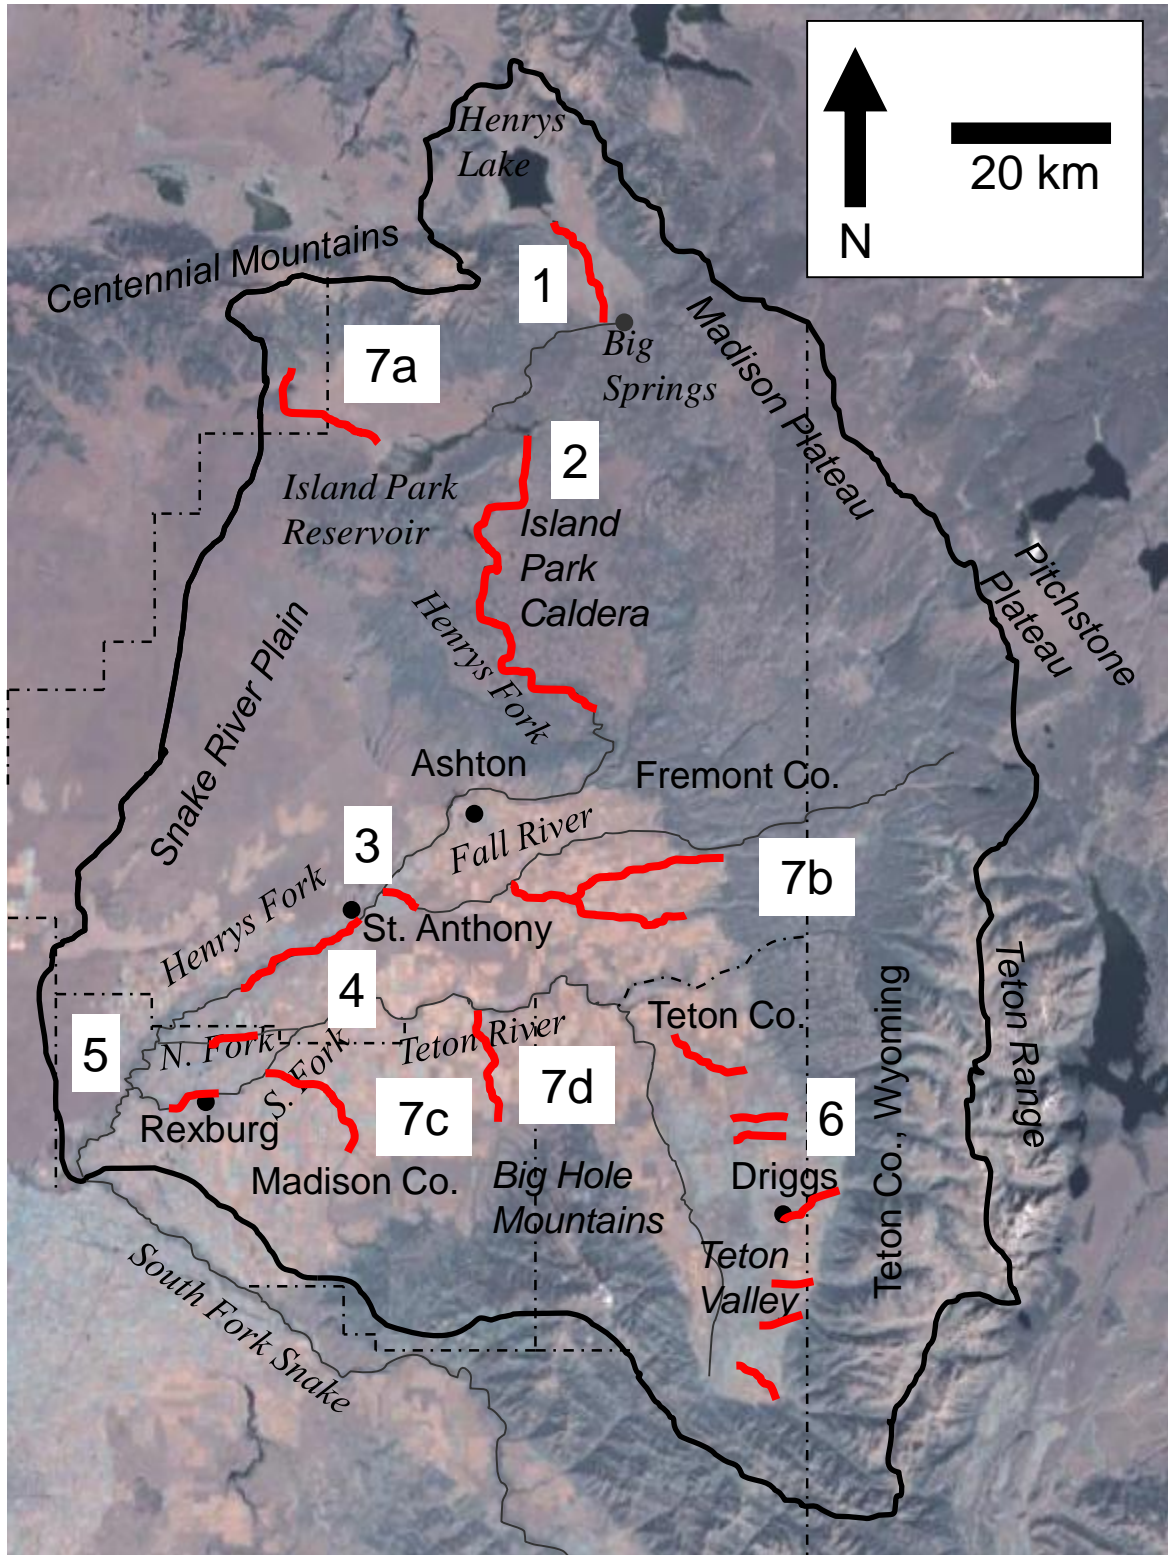 Henrys
Lake
20 km
N
Centennial Mountains
1
Big
Springs
Madison Plateau
7a
2
Island Park
Reservoir
Island
Park
Caldera
Pitchstone
Plateau
Henrys Fork
Snake River Plain
Ashton
Fremont Co.
Fall River
3
7b
Henrys Fork
St. Anthony
4
Teton Co.
Teton Co., Wyoming
Teton Range
5
N. Fork
S. Fork
Teton River
7d
7c
6
Rexburg
Madison Co.
Big Hole
Mountains
Driggs
Teton
Valley
South Fork Snake